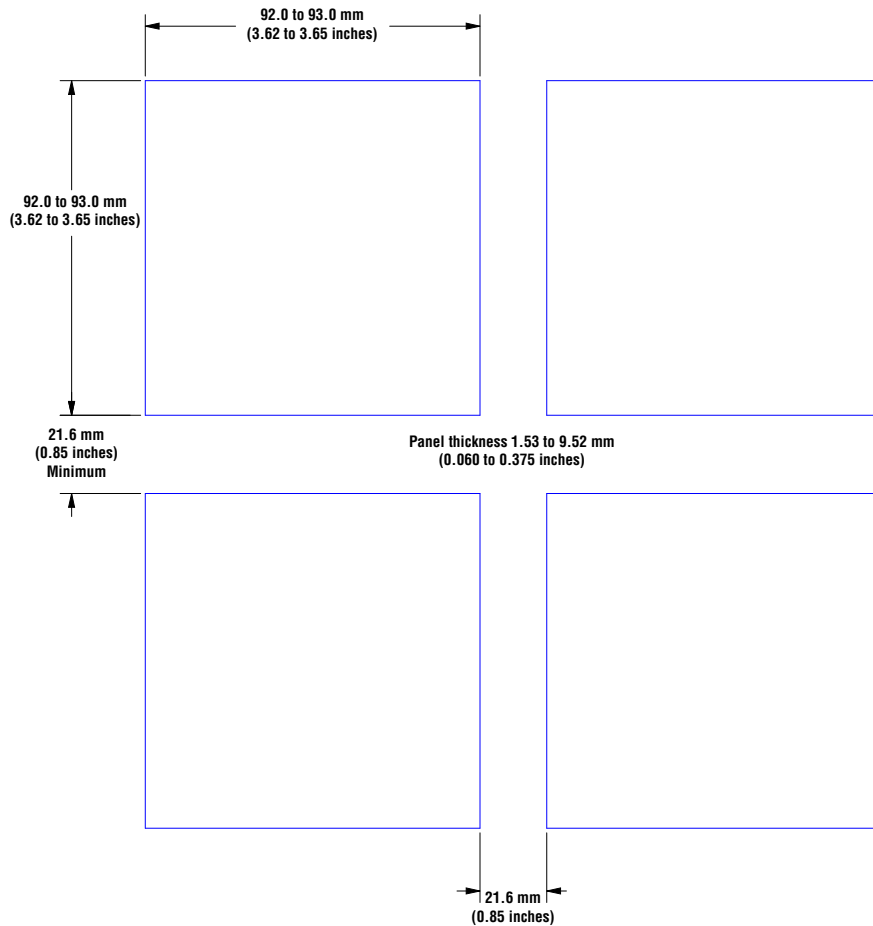 92.0 to 93.0 mm
(3.62 to 3.65 inches)
92.0 to 93.0 mm
(3.62 to 3.65 inches)
21.6 mm
(0.85 inches)
Minimum
Panel thickness 1.53 to 9.52 mm
(0.060 to 0.375 inches)
21.6 mm
(0.85 inches)